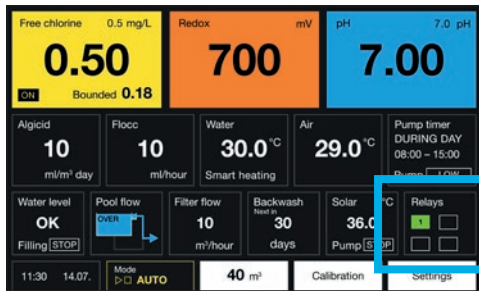 Free chlorine 0.5 mg/L
0.50
ON Bounded 0.18
Redox mV
700
pH 7.0 pH
7.00
Algicid
10
ml/m³ day
Flocc
10
ml/hour
Water
30.0°C
Smart heating
Air
29.0°C
Pump timer
DURING DAY
08:00 – 15:00
Pump LOW
Water level
OK
Filling STOP
Pool flow
OVER
Filter flow
10
m³/hour
Backwash
Next in
30
days
Solar °C
36.0
Pump STOP
Relays
1
11:30 14.07.
Mode
AUTO
40 m³
Calibration
Settings